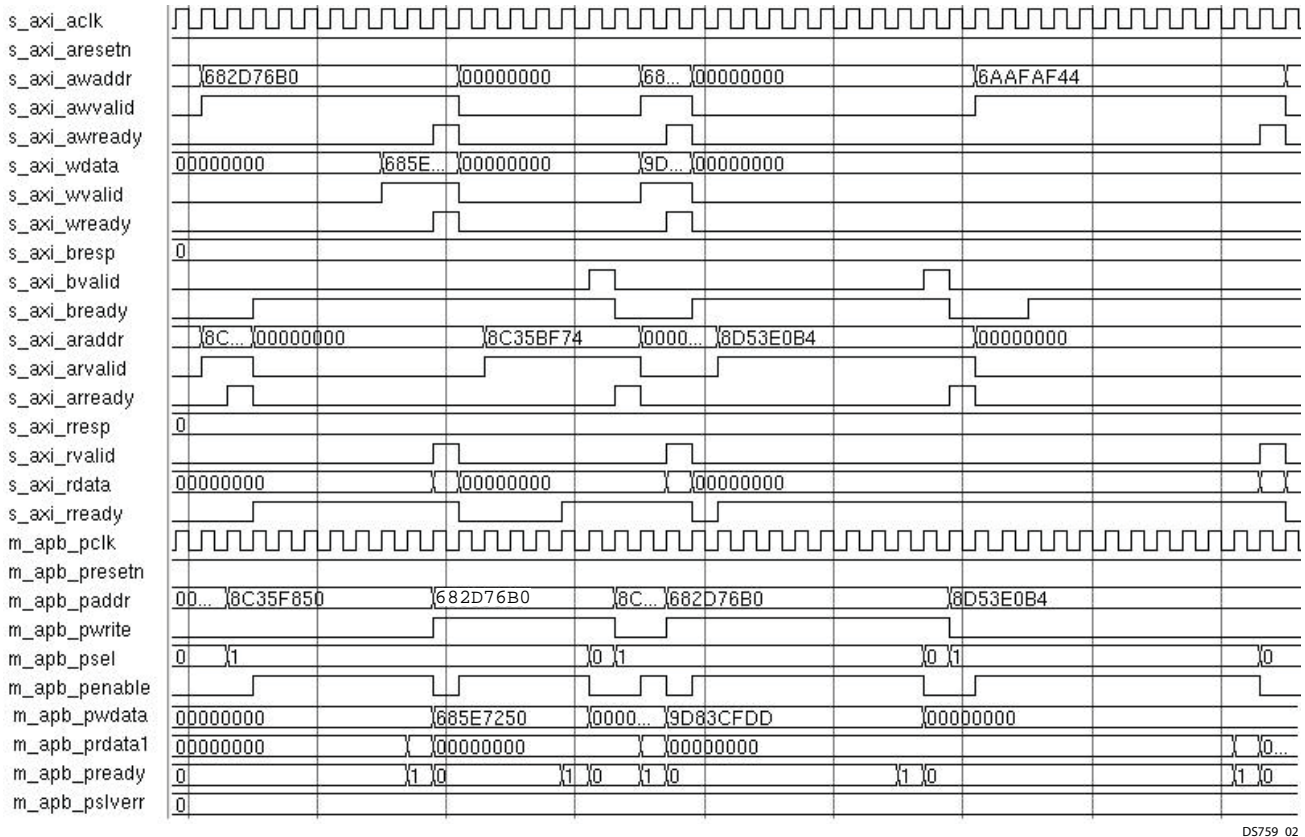 s_axi_aclk
s_axi_aresetn
s_axi_awaddr 682D76B0 00000000 68... 00000000 6AAFAF44
s_axi_awvalid
s_axi_awready
s_axi_wdata 00000000 685E... 00000000 9D... 00000000
s_axi_wvalid
s_axi_wready
s_axi_bresp 0
s_axi_bvalid
s_axi_bready
s_axi_araddr 8C... 00000000 8C35BF74 0000... 8D53E0B4 00000000
s_axi_arvalid
s_axi_arready
s_axi_rresp 0
s_axi_rvalid
s_axi_rdata 00000000 00000000 00000000
s_axi_rready
m_apb_pclk
m_apb_presetn
m_apb_paddr 00... 8C35F850 682D76B0 8C... 682D76B0 8D53E0B4
m_apb_pwrite
m_apb_psel 0 1 0 1 0 1 0
m_apb_penable
m_apb_pwdata 00000000 685E7250 0000... 9D83CFDD 00000000
m_apb_prdata1 00000000 00000000 00000000 0...
m_apb_pready 0 1 0 1 0 1 0 1 0 1 0
m_apb_pslverr 0
DS759_02